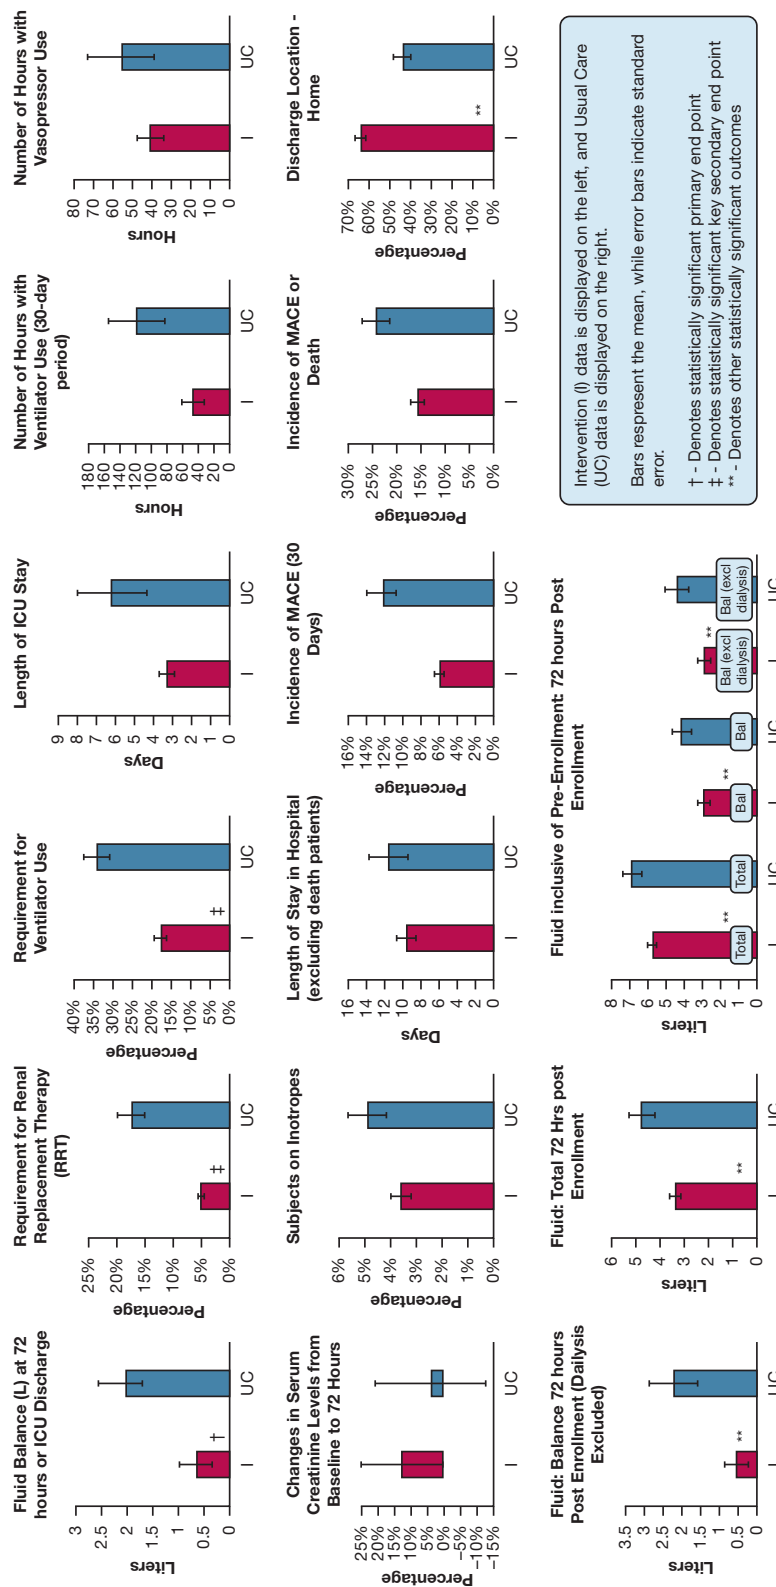 Fluid Balance (L) at 72
hours or ICU Discharge
Liters
3
2.5
2
1.5
1
0.5
0
†
I
UC
Requirement for Renal
Replacement Therapy
(RRT)
Percentage
25%
20%
15%
10%
5%
0%
‡
I
UC
Requirement for
Ventilator Use
Percentage
40%
35%
30%
25%
20%
15%
10%
5%
0%
‡
I
UC
Length of ICU Stay
Days
9
8
7
6
5
4
3
2
1
0
I
UC
Number of Hours with
Ventilator Use (30-day
period)
Hours
180
160
140
120
100
80
60
40
20
0
I
UC
Number of Hours with
Vasopressor Use
Hours
80
70
60
50
40
30
20
10
0
I
UC
Changes in Serum
Creatinine Levels from
Baseline to 72 Hours
Percentage
25%
20%
15%
10%
5%
0%
–5%
–10%
–15%
I
UC
Subjects on Inotropes
Percentage
6%
5%
4%
3%
2%
1%
0%
I
UC
Length of Stay in Hospital
(excluding death patients)
Days
16
14
12
10
8
6
4
2
0
I
UC
Incidence of MACE (30
Days)
Percentage
16%
14%
12%
10%
8%
6%
4%
2%
0%
I
UC
Incidence of MACE or
Death
Percentage
30%
25%
20%
15%
10%
5%
0%
I
UC
Discharge Location -
Home
Percentage
70%
60%
50%
40%
30%
20%
10%
0%
**
I
UC
Fluid: Balance 72 hours
Post Enrollment (Dailysis
Excluded)
Liters
3.5
3
2.5
2
1.5
1
0.5
0
**
I
UC
Fluid: Total 72 Hrs post
Enrollment
Liters
6
5
4
3
2
1
0
**
I
UC
Fluid inclusive of Pre-Enrollment: 72 hours Post
Enrollment
Liters
8
7
6
5
4
3
2
1
0
Total
**
Total
Bal
**
Bal
Bal (excl
dialysis)
**
Bal (excl
dialysis)
I
UC
I
UC
I
UC
Intervention (I) data is displayed on the left, and Usual Care
(UC) data is displayed on the right.
Bars respresent the mean, while error bars indicate standard
error.
† - Denotes statistically significant primary end point
‡ - Denotes statistically significant key secondary end point
** - Denotes other statistically significant outcomes